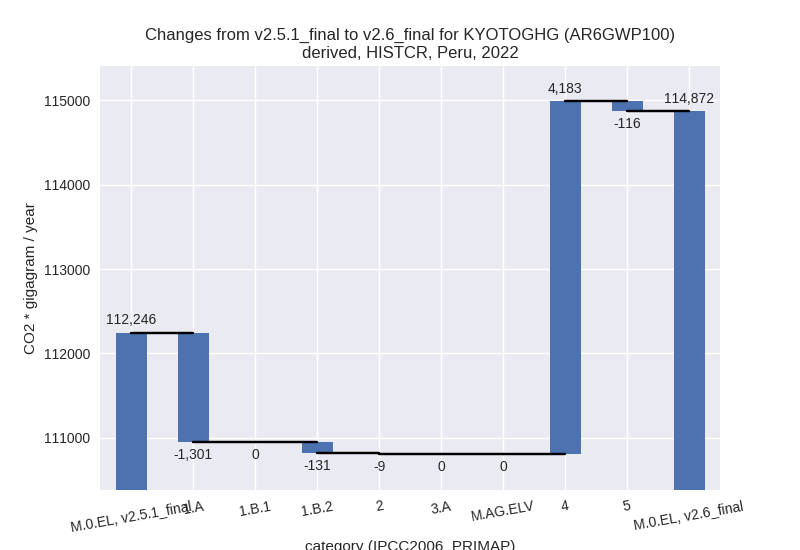 Changes from v2.5.1_final to v2.6_final for KYOTOGHG (AR6GWP100)
derived, HISTCR, Peru, 2022
CO2 * gigagram / year
115000
114000
113000
112000
111000
112,246
-1,301
0
-131
-9
0
0
4,183
-116
114,872
M.0.EL, v2.5.1_final
1.A
1.B.1
1.B.2
2
3.A
M.AG.ELV
4
5
M.0.EL, v2.6_final
category (IPCC2006_PRIMAP)